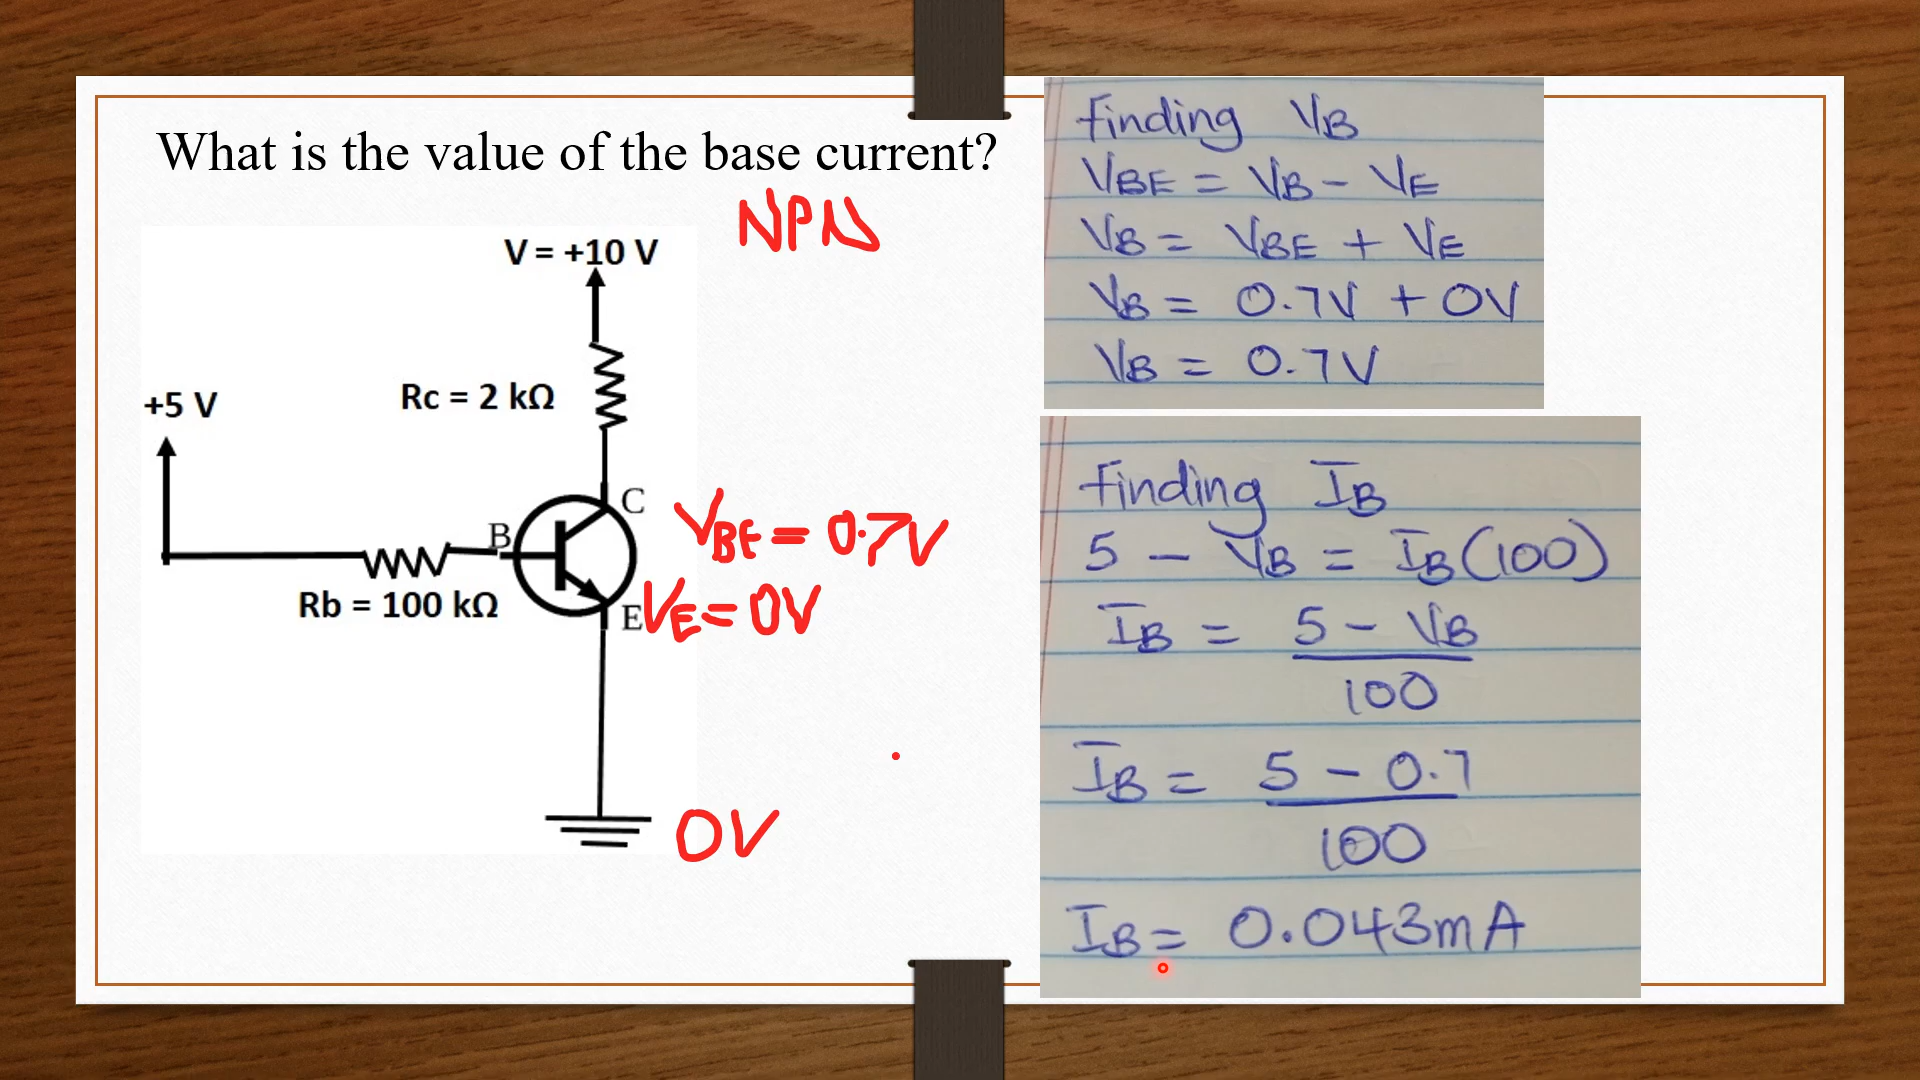 What is the value of the base current?
NPN
V = +10 V
Rc = 2 kΩ
+5 V
C
B
Rb = 100 kΩ
E
VBE = 0.7V
VE = 0V
0V
Finding VB
VBE = VB - VE
VB = VBE + VE
VB = 0.7V + 0V
VB = 0.7V
Finding IB
5 - VB = IB(100)
IB = 5 - VB
100
IB = 5 - 0.7
100
IB = 0.043mA